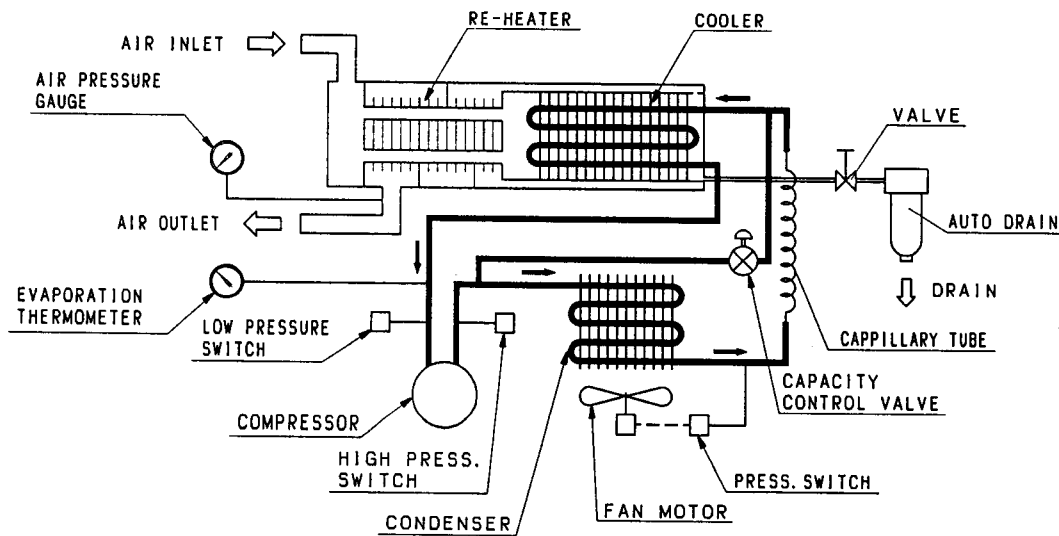 RE-HEATER
COOLER
AIR INLET
AIR PRESSURE
GAUGE
VALVE
AIR OUTLET
AUTO DRAIN
EVAPORATION
THERMOMETER
DRAIN
LOW PRESSURE
SWITCH
CAPPILLARY TUBE
CAPACITY
CONTROL VALVE
COMPRESSOR
HIGH PRESS.
SWITCH
PRESS. SWITCH
FAN MOTOR
CONDENSER